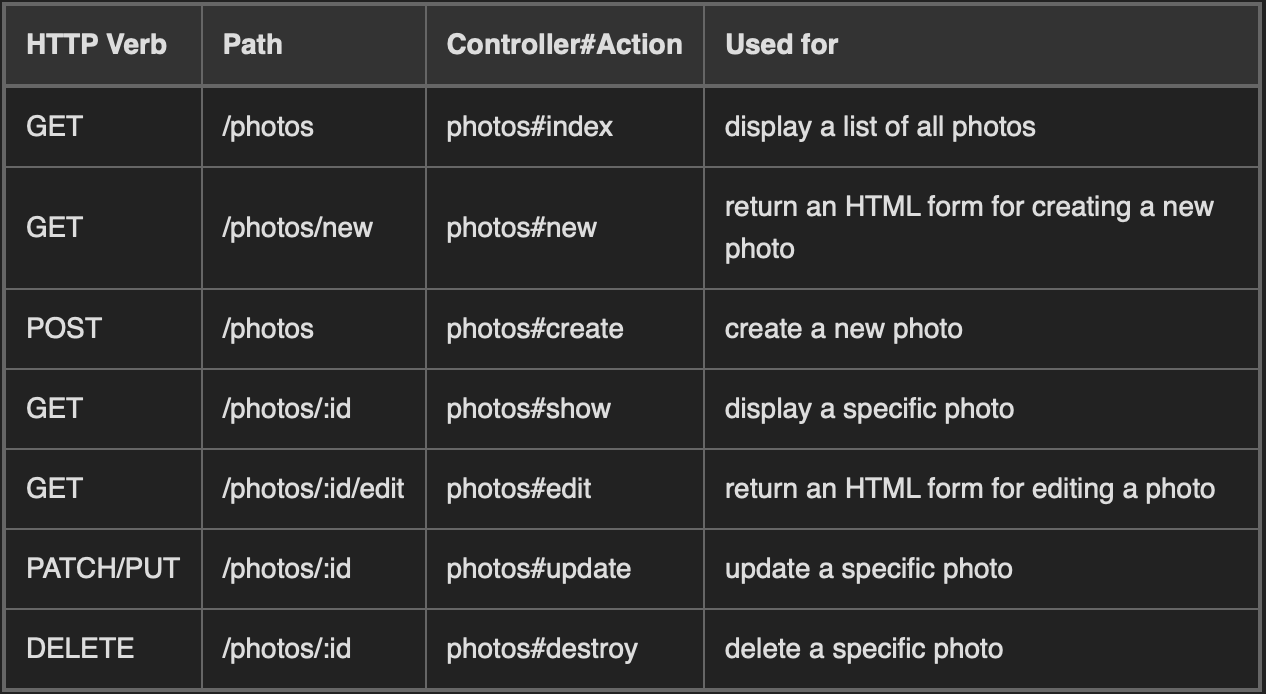 HTTP Verb Path Controller#Action Used for
GET /photos photos#index display a list of all photos
GET /photos/new photos#new return an HTML form for creating a new
photo
POST /photos photos#create create a new photo
GET /photos/:id photos#show display a specific photo
GET /photos/:id/edit photos#edit return an HTML form for editing a photo
PATCH/PUT /photos/:id photos#update update a specific photo
DELETE /photos/:id photos#destroy delete a specific photo